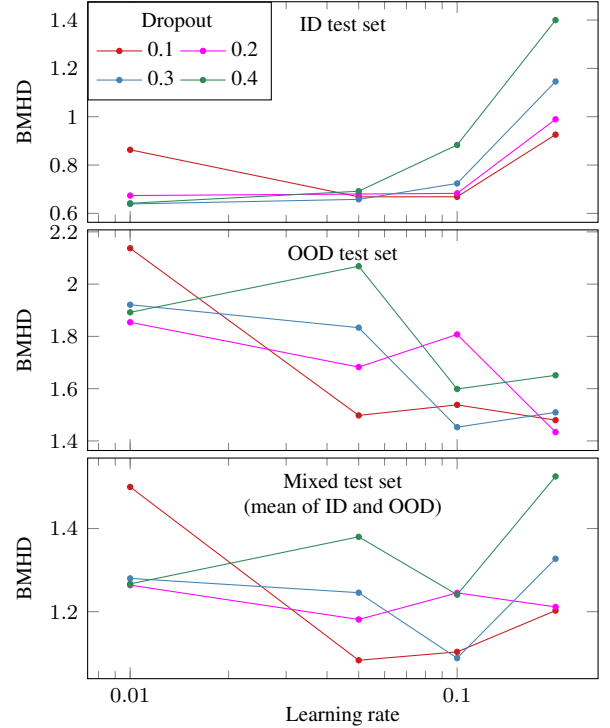 Dropout
0.1 0.2
0.3 0.4
ID test set
BMHD
1.4
1.2
1
0.8
0.6
OOD test set
BMHD
2.2
2
1.8
1.6
1.4
Mixed test set
(mean of ID and OOD)
BMHD
1.4
1.2
0.01 0.1
Learning rate